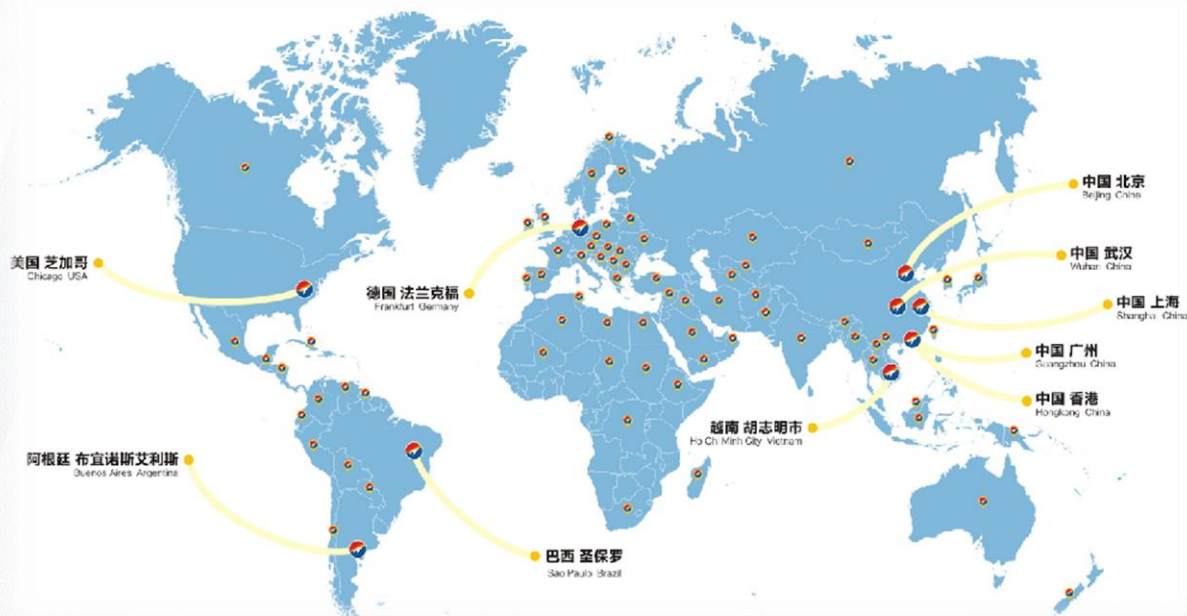 中国 北京
Beijing China
中国 武汉
Wuhan China
美国 芝加哥
Chicago USA
德国 法兰克福
Frankfurt Germany
中国 上海
Shanghai China
中国 广州
Guangzhou China
中国 香港
Hongkong China
越南 胡志明市
Ho Chi Minh City Vietnam
阿根廷 布宜诺斯艾利斯
Buenos Aires Argentina
巴西 圣保罗
Sao Paulo Brazil